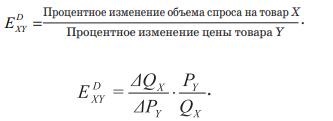 E^D_XY = Процентное изменение объема спроса на товар X / Процентное изменение цены товара Y.
E^D_XY = ΔQ_X / ΔP_Y · P_Y / Q_X.